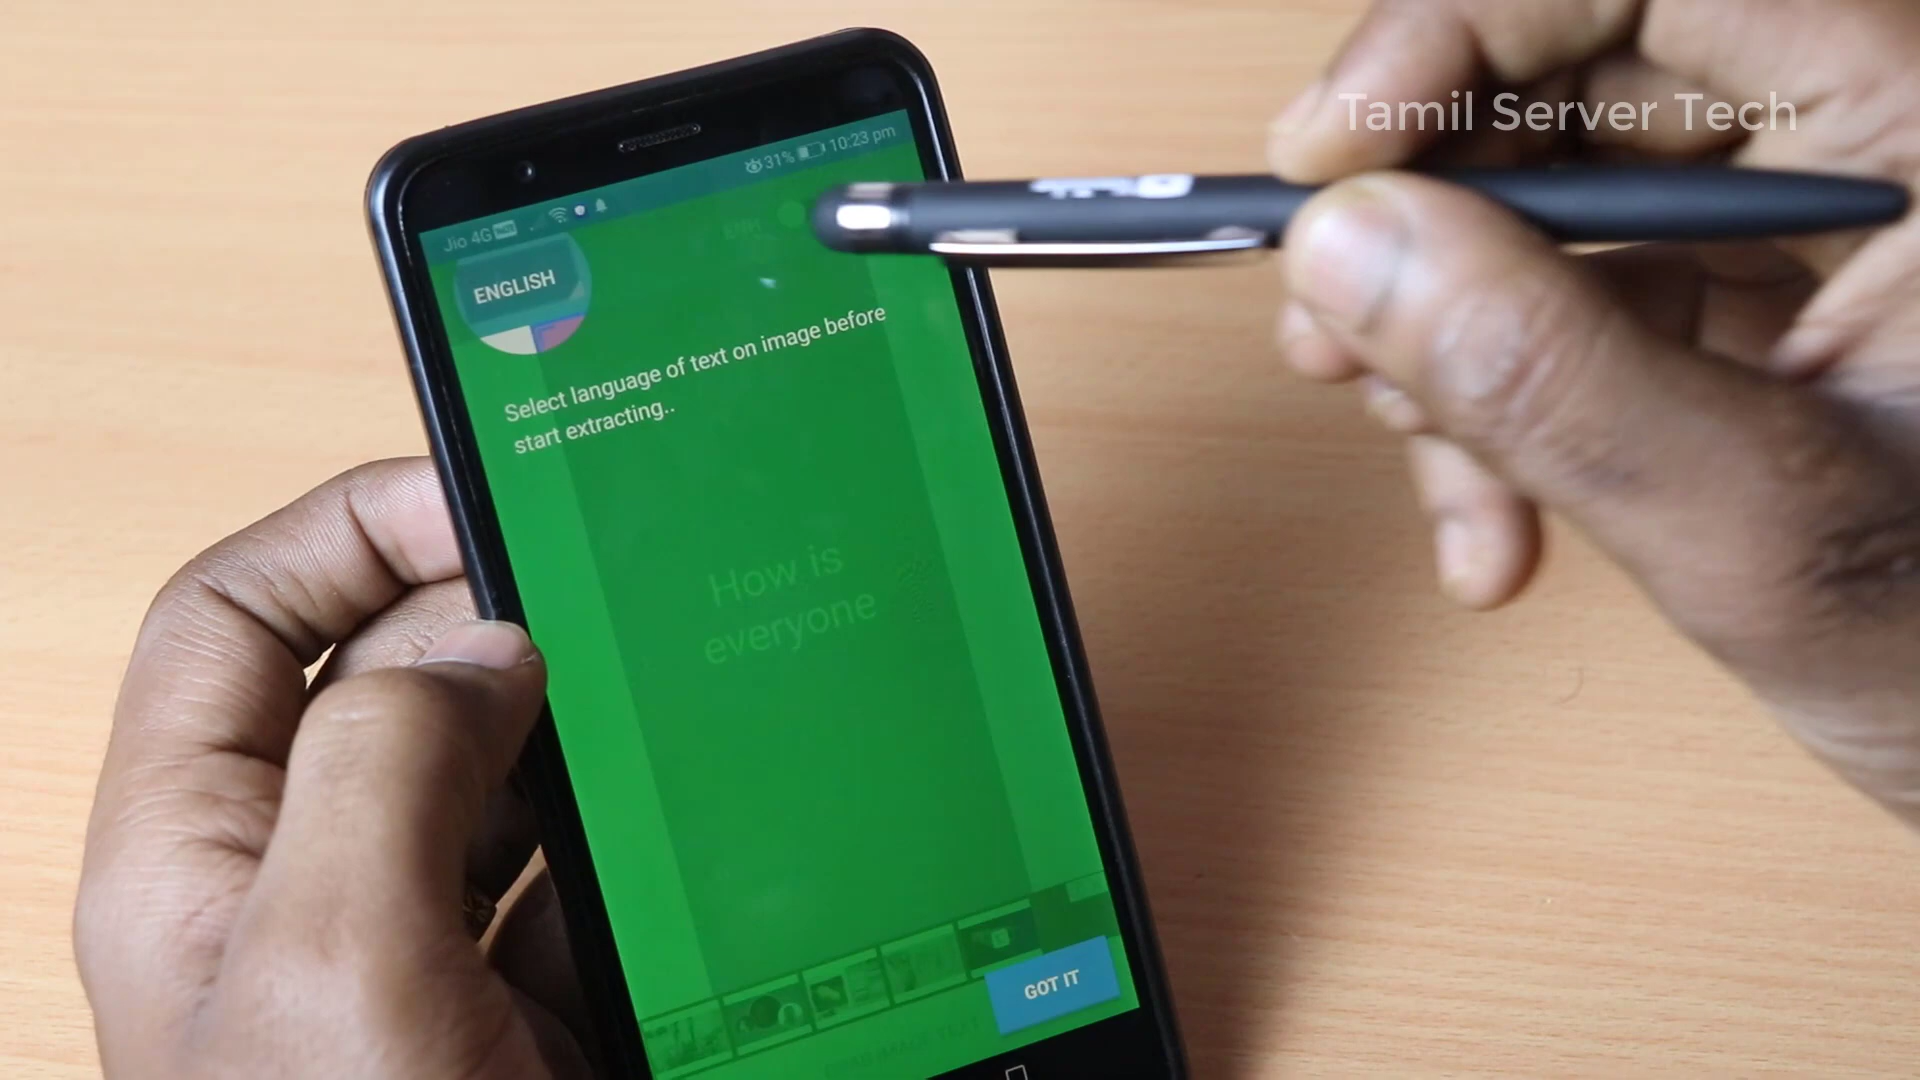 Tamil Server Tech
Jio 4G 31% 10:23 pm
ENGLISH
Select language of text on image before
start extracting..
How is
everyone
GOT IT